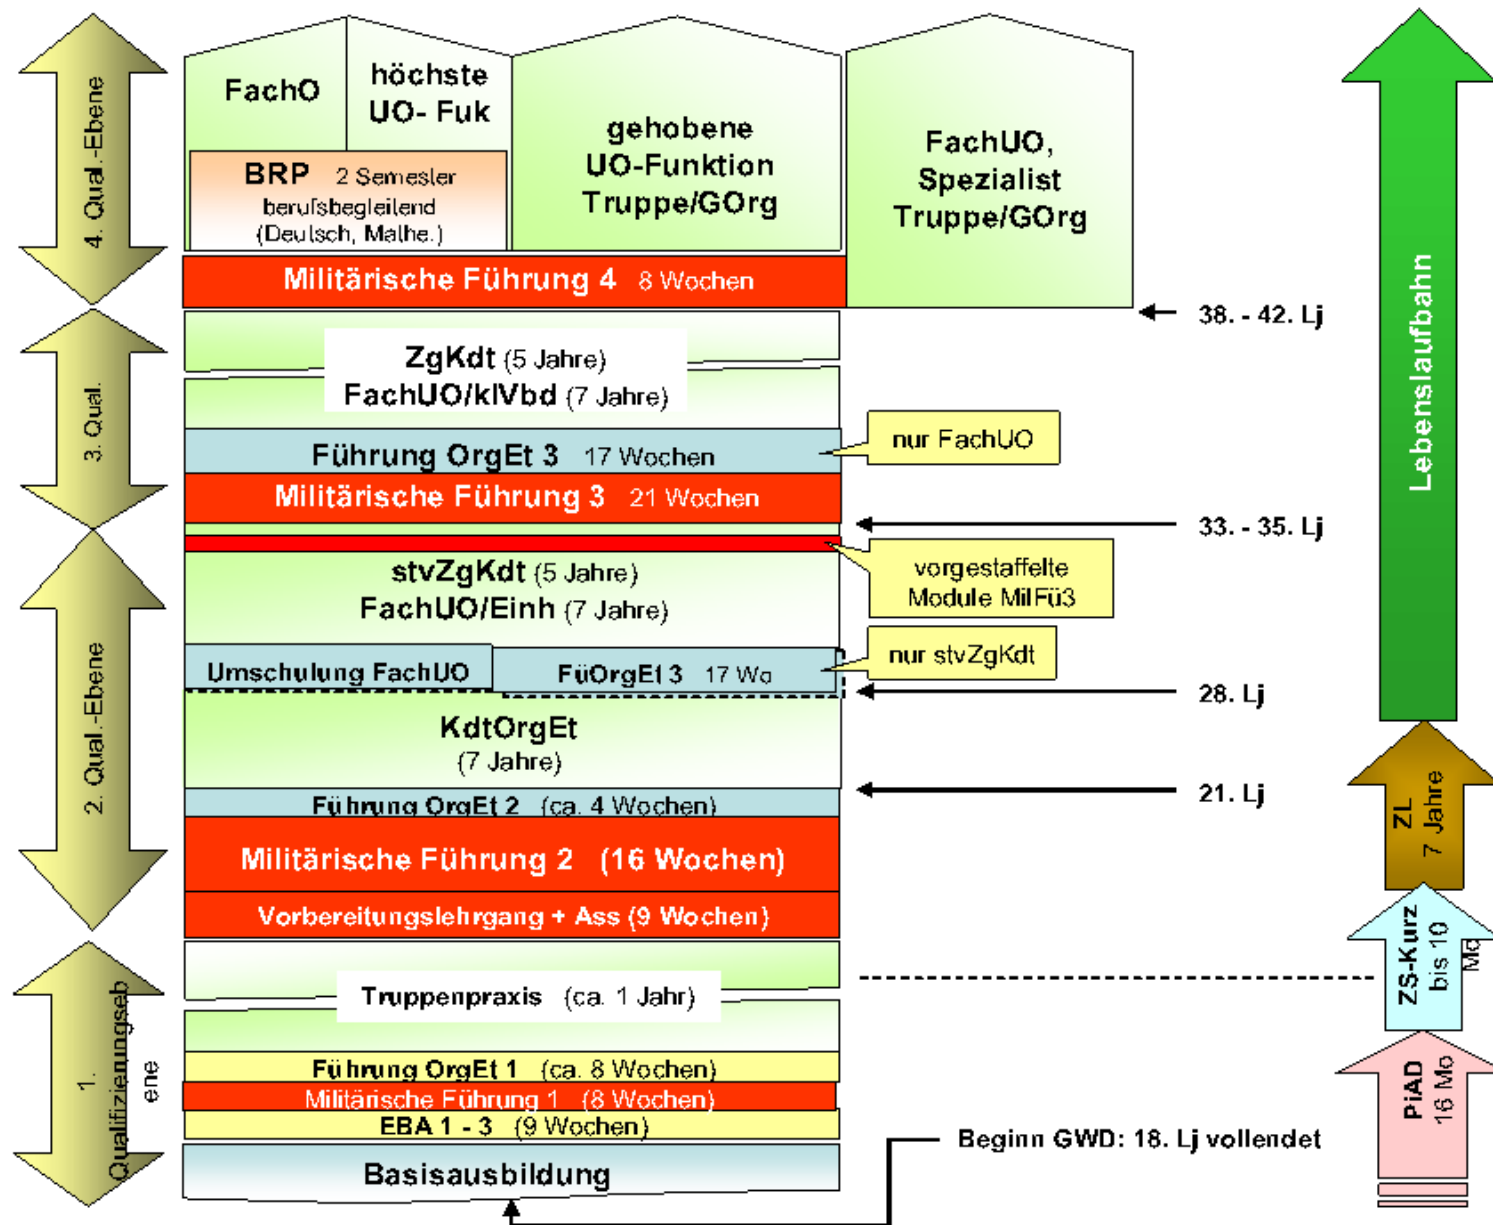 4. Qual.-Ebene
FachO
höchste
UO- Fuk
BRP 2 Semesler
berufsbegleilend
(Deulsch, Malhe.)
gehobene
UO-Funktion
Truppe/GOrg
FachUO,
Spezialist
Truppe/GOrg
Militärische Führung 4 8 Wochen
38. - 42. Lj
3. Qual.
ZgKdt (5 Jahre)
FachUO/klVbd (7 Jahre)
Führung OrgEt 3 17 Wochen
nur FachUO
Militärische Führung 3 21 Wochen
33. - 35. Lj
2. Qual.-Ebene
vorgestaffelte
Module MilFü3
stvZgKdt (5 Jahre)
FachUO/Einh (7 Jahre)
Umschulung FachUO
FüOrgEt 3 17 Wo
nur stvZgKdt
28. Lj
KdtOrgEt
(7 Jahre)
21. Lj
Führung OrgEt 2 (ca. 4 Wochen)
Militärische Führung 2 (16 Wochen)
Vorbereitungslehrgang + Ass (9 Wochen)
1.
Qualifizierungseb
ene
Truppenpraxis (ca. 1 Jahr)
Führung OrgEt 1 (ca. 8 Wochen)
Militärische Führung 1 (8 Wochen)
EBA 1 - 3 (9 Wochen)
Basisausbildung
Beginn GWD: 18. Lj vollendet
Lebenslaufbahn
ZL
7 Jahre
ZS-Kurz
bis 10
Mo
PiAD
16 Mo